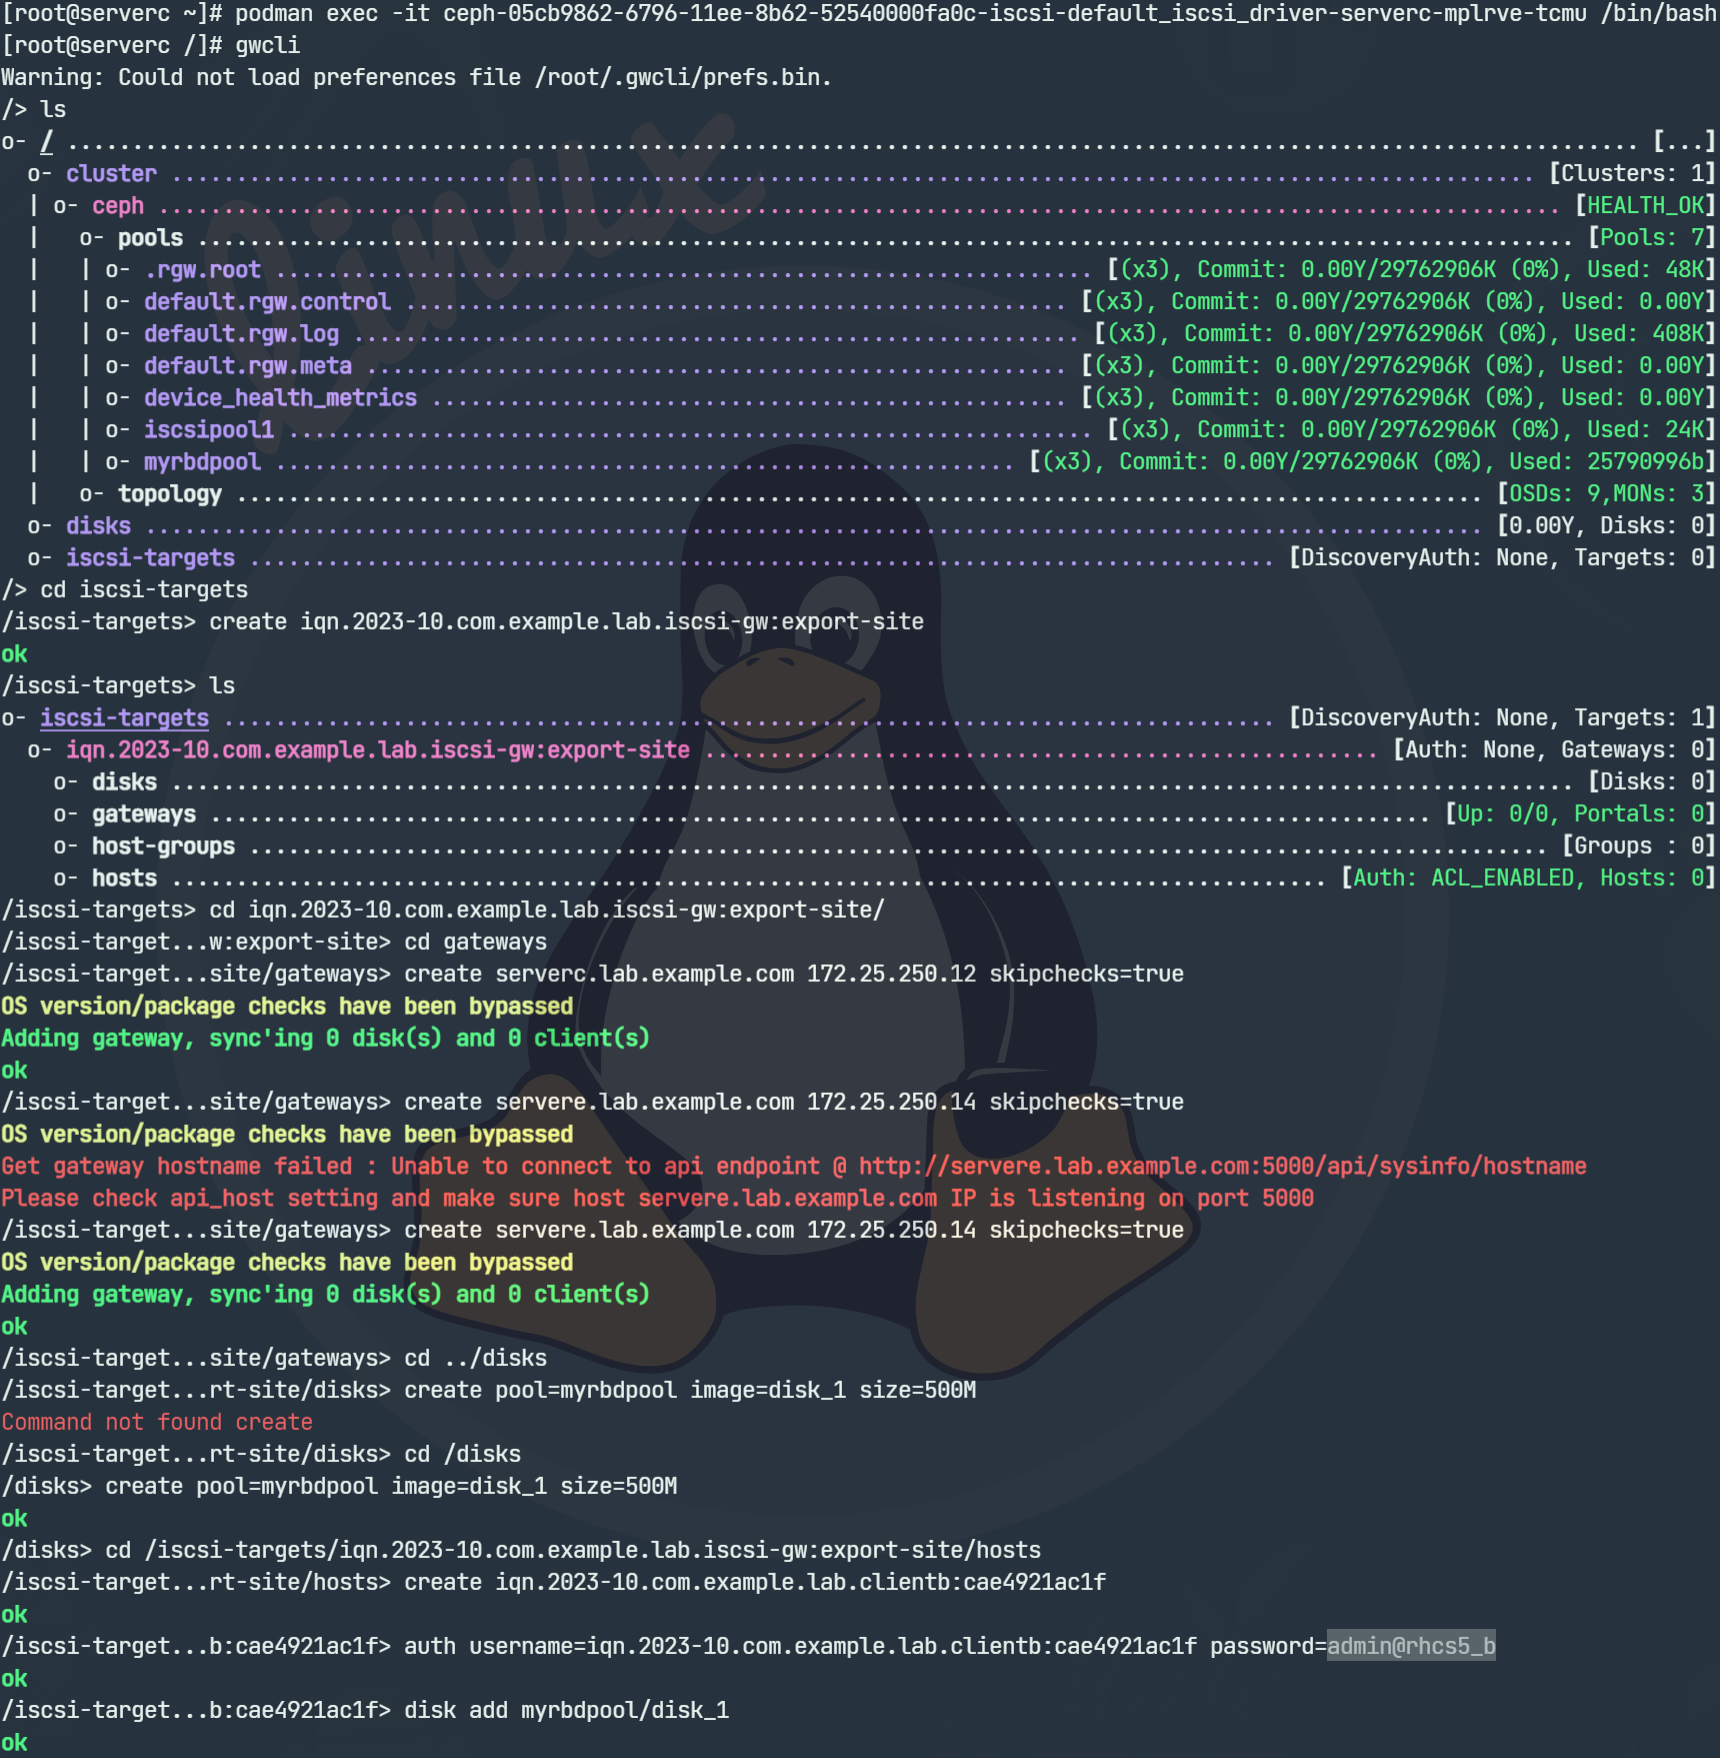 [root@serverc ~]# podman exec -it ceph-05cb9862-6796-11ee-8b62-52540000fa0c-iscsi-default_iscsi_driver-serverc-mplrve-tcmu /bin/bash
[root@serverc /]# gwcli
Warning: Could not load preferences file /root/.gwcli/prefs.bin.
/> ls
o- / ......................................................................................................................... [...]
  o- cluster ......................................................................................................... [Clusters: 1]
  | o- ceph ............................................................................................................ [HEALTH_OK]
  |   o- pools .......................................................................................................... [Pools: 7]
  |   | o- .rgw.root ............................................................... [(x3), Commit: 0.00Y/29762906K (0%), Used: 48K]
  |   | o- default.rgw.control ................................................... [(x3), Commit: 0.00Y/29762906K (0%), Used: 0.00Y]
  |   | o- default.rgw.log ........................................................ [(x3), Commit: 0.00Y/29762906K (0%), Used: 408K]
  |   | o- default.rgw.meta ...................................................... [(x3), Commit: 0.00Y/29762906K (0%), Used: 0.00Y]
  |   | o- device_health_metrics ................................................. [(x3), Commit: 0.00Y/29762906K (0%), Used: 0.00Y]
  |   | o- iscsipool1 .............................................................. [(x3), Commit: 0.00Y/29762906K (0%), Used: 24K]
  |   | o- myrbdpool ......................................................... [(x3), Commit: 0.00Y/29762906K (0%), Used: 25790996b]
  |   o- topology ................................................................................................ [OSDs: 9,MONs: 3]
  o- disks ....................................................................................................... [0.00Y, Disks: 0]
  o- iscsi-targets ............................................................................... [DiscoveryAuth: None, Targets: 0]
/> cd iscsi-targets
/iscsi-targets> create iqn.2023-10.com.example.lab.iscsi-gw:export-site
ok
/iscsi-targets> ls
o- iscsi-targets ................................................................................. [DiscoveryAuth: None, Targets: 1]
  o- iqn.2023-10.com.example.lab.iscsi-gw:export-site .................................................... [Auth: None, Gateways: 0]
    o- disks ............................................................................................................ [Disks: 0]
    o- gateways .............................................................................................. [Up: 0/0, Portals: 0]
    o- host-groups .................................................................................................... [Groups : 0]
    o- hosts ......................................................................................... [Auth: ACL_ENABLED, Hosts: 0]
/iscsi-targets> cd iqn.2023-10.com.example.lab.iscsi-gw:export-site/
/iscsi-target...w:export-site> cd gateways
/iscsi-target...site/gateways> create serverc.lab.example.com 172.25.250.12 skipchecks=true
OS version/package checks have been bypassed
Adding gateway, sync'ing 0 disk(s) and 0 client(s)
ok
/iscsi-target...site/gateways> create servere.lab.example.com 172.25.250.14 skipchecks=true
OS version/package checks have been bypassed
Get gateway hostname failed : Unable to connect to api endpoint @ http://servere.lab.example.com:5000/api/sysinfo/hostname
Please check api_host setting and make sure host servere.lab.example.com IP is listening on port 5000
/iscsi-target...site/gateways> create servere.lab.example.com 172.25.250.14 skipchecks=true
OS version/package checks have been bypassed
Adding gateway, sync'ing 0 disk(s) and 0 client(s)
ok
/iscsi-target...site/gateways> cd ../disks
/iscsi-target...rt-site/disks> create pool=myrbdpool image=disk_1 size=500M
Command not found create
/iscsi-target...rt-site/disks> cd /disks
/disks> create pool=myrbdpool image=disk_1 size=500M
ok
/disks> cd /iscsi-targets/iqn.2023-10.com.example.lab.iscsi-gw:export-site/hosts
/iscsi-target...rt-site/hosts> create iqn.2023-10.com.example.lab.clientb:cae4921ac1f
ok
/iscsi-target...b:cae4921ac1f> auth username=iqn.2023-10.com.example.lab.clientb:cae4921ac1f password=admin@rhcs5_b
ok
/iscsi-target...b:cae4921ac1f> disk add myrbdpool/disk_1
ok
Linux